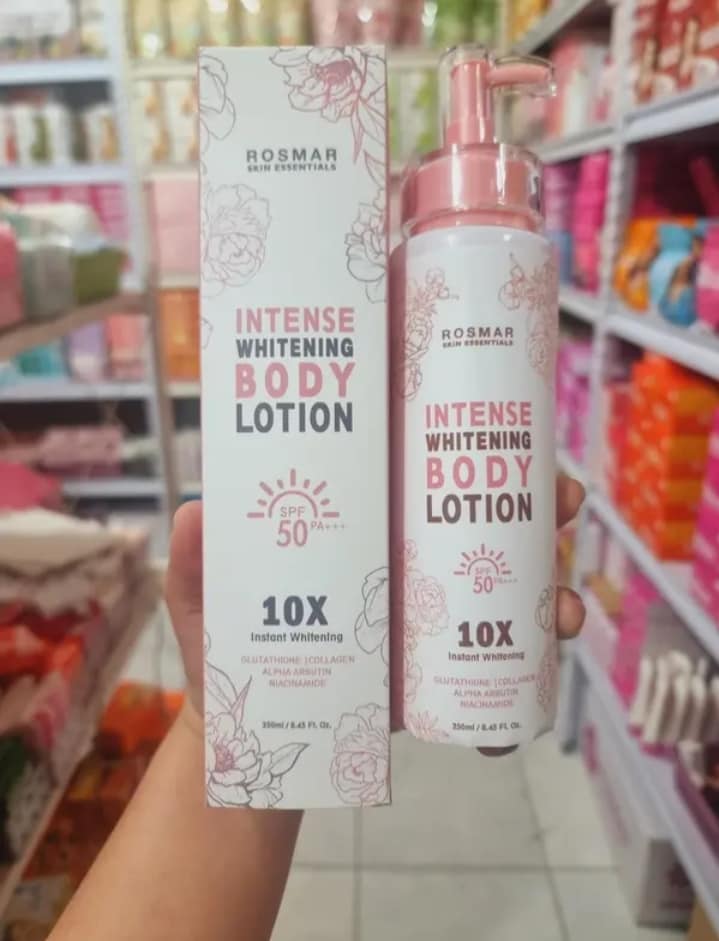 ROSMAR
SKIN ESSENTIALS
INTENSE
WHITENING
BODY
LOTION
SPF
50 PA+++
10X
Instant Whitening
GLUTATHIONE | COLLAGEN
ALPHA ARBUTIN
NIACINAMIDE
250ml / 8.45 Fl. Oz.
ROSMAR
SKIN ESSENTIALS
INTENSE
WHITENING
BODY
LOTION
SPF
50 PA+++
10X
Instant Whitening
GLUTATHIONE | COLLAGEN
ALPHA ARBUTIN
NIACINAMIDE
250ml / 8.45 Fl. Oz.